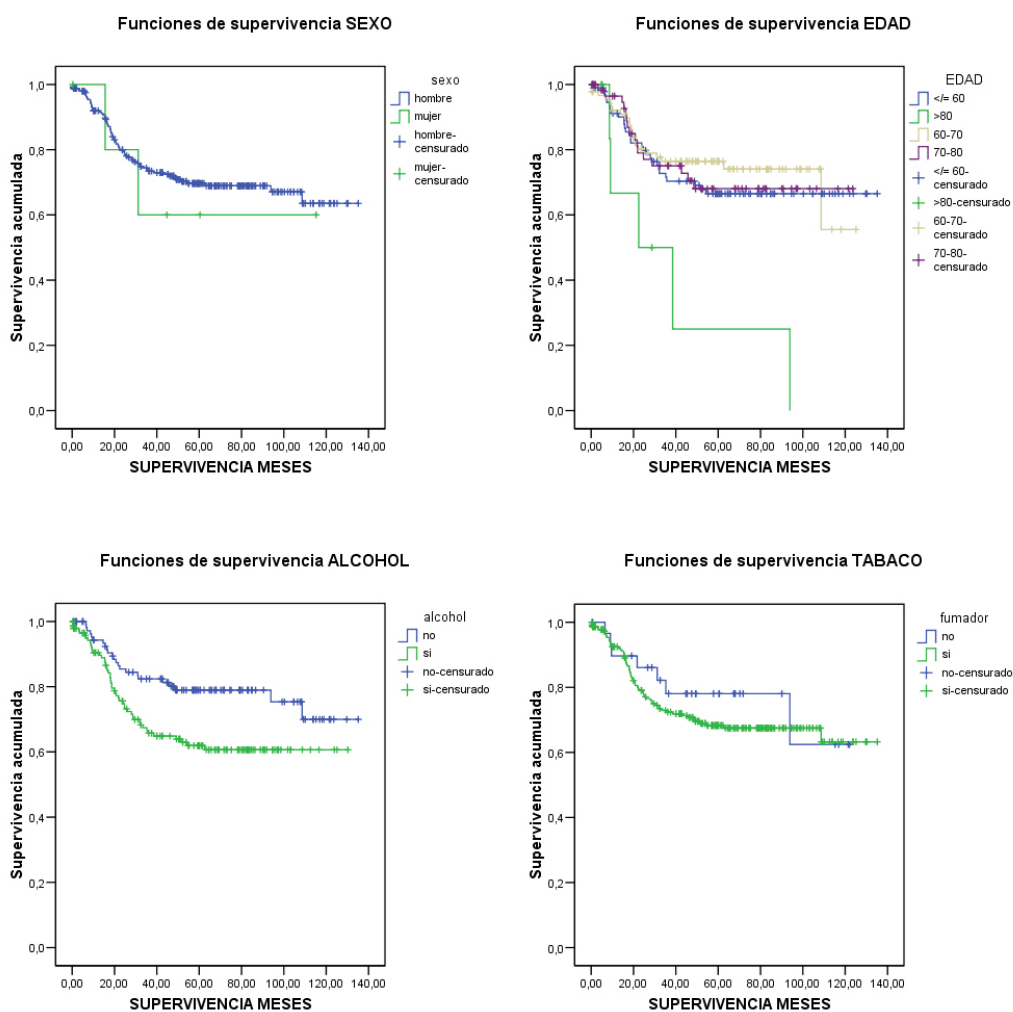 Funciones de supervivencia SEXO
Supervivencia acumulada
1,0
0,8
0,6
0,4
0,2
0,0
0,00 20,00 40,00 60,00 80,00 100,00 120,00 140,00
SUPERVIVENCIA MESES
sexo
hombre
mujer
hombre-
censurado
mujer-
censurado
Funciones de supervivencia EDAD
Supervivencia acumulada
1,0
0,8
0,6
0,4
0,2
0,0
0,00 20,00 40,00 60,00 80,00 100,00 120,00 140,00
SUPERVIVENCIA MESES
EDAD
</= 60
>80
60-70
70-80
</= 60-
censurado
>80-censurado
60-70-
censurado
70-80-
censurado
Funciones de supervivencia ALCOHOL
Supervivencia acumulada
1,0
0,8
0,6
0,4
0,2
0,0
0,00 20,00 40,00 60,00 80,00 100,00 120,00 140,00
SUPERVIVENCIA MESES
alcohol
no
si
no-censurado
si-censurado
Funciones de supervivencia TABACO
Supervivencia acumulada
1,0
0,8
0,6
0,4
0,2
0,0
0,00 20,00 40,00 60,00 80,00 100,00 120,00 140,00
SUPERVIVENCIA MESES
fumador
no
si
no-censurado
si-censurado